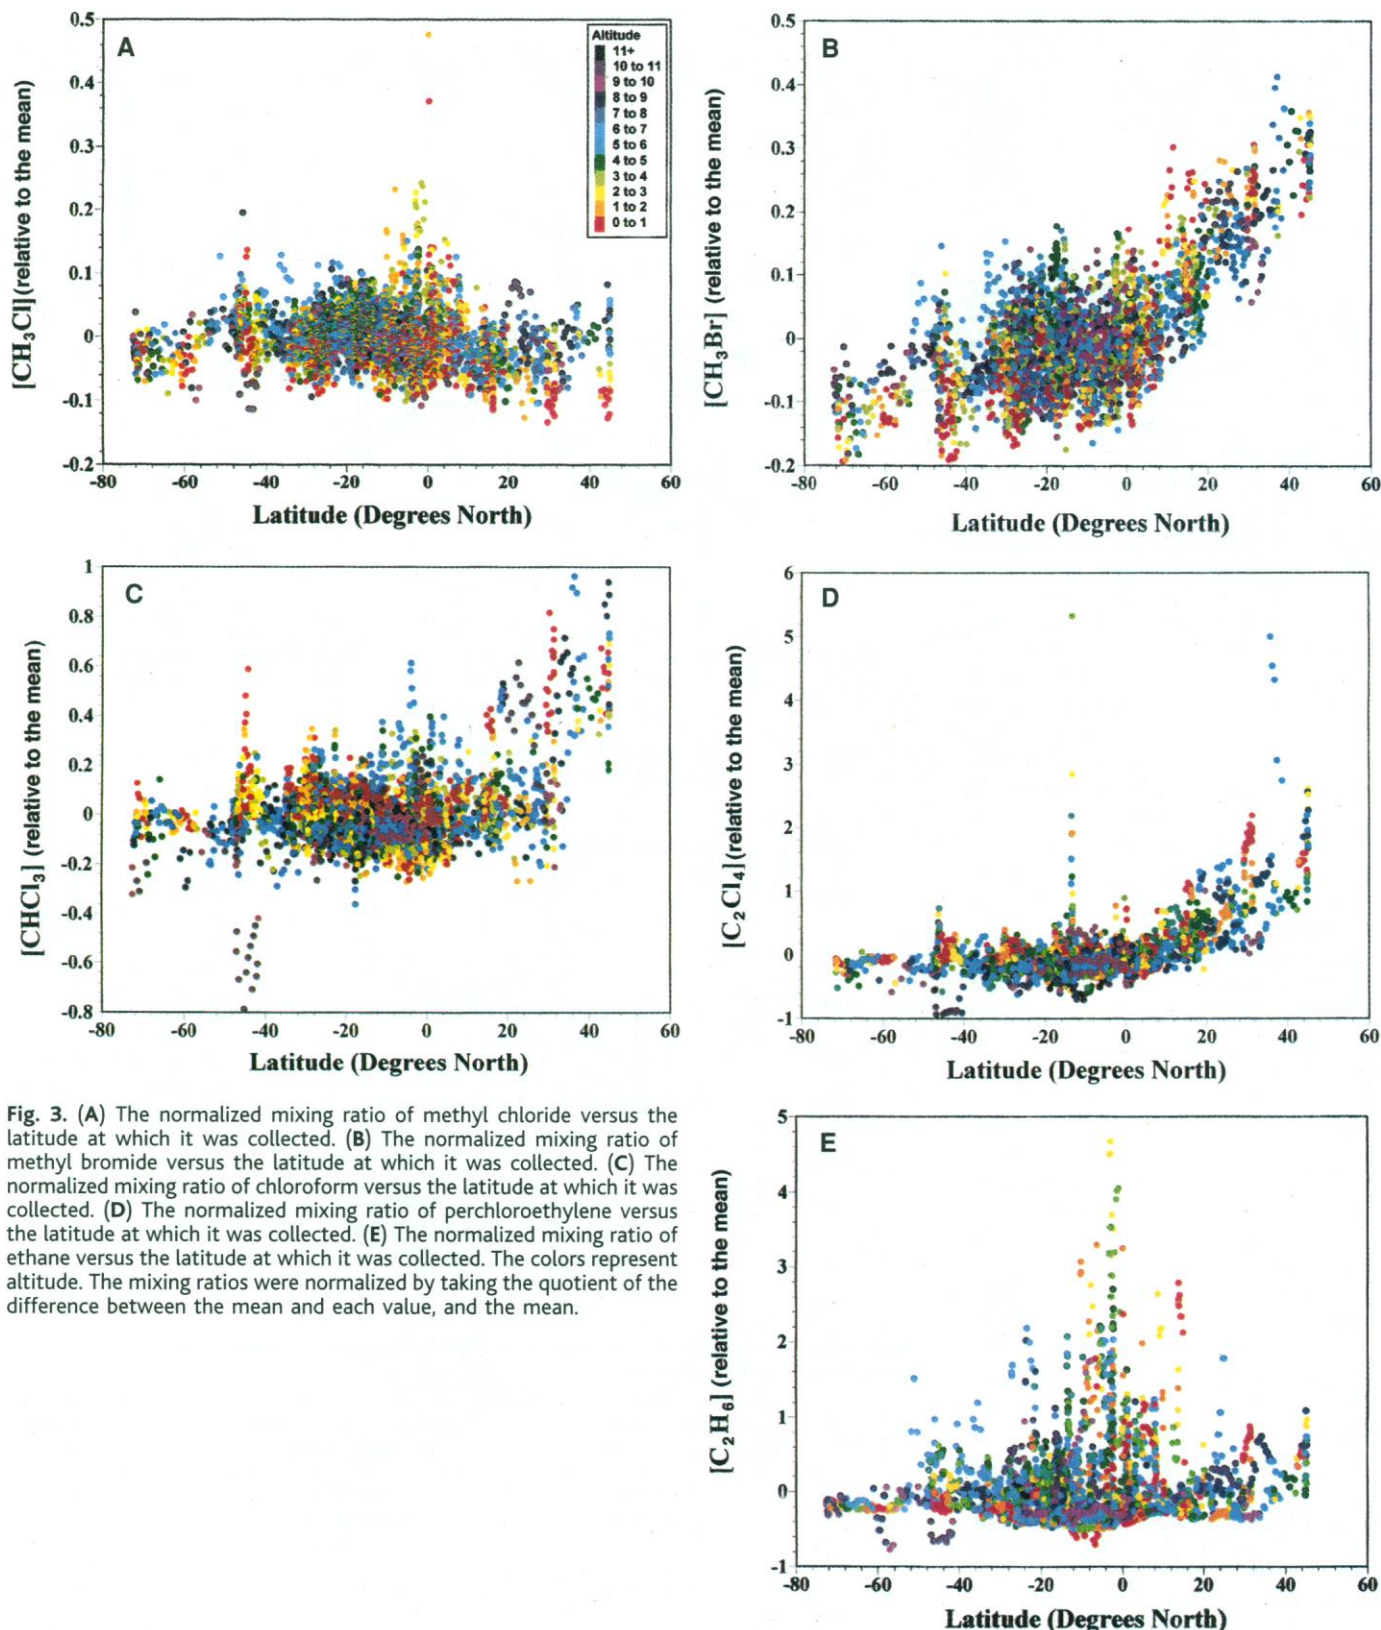 A
[CH3Cl](relative to the mean)
0.5
0.4
0.3
0.2
0.1
0
-0.1
-0.2
-80 -60 -40 -20 0 20 40 60
Latitude (Degrees North)
Altitude
11+
10 to 11
9 to 10
8 to 9
7 to 8
6 to 7
5 to 6
4 to 5
3 to 4
2 to 3
1 to 2
0 to 1
B
[CH3Br] (relative to the mean)
0.5
0.4
0.3
0.2
0.1
0
-0.1
-0.2
-80 -60 -40 -20 0 20 40 60
Latitude (Degrees North)
C
[CHCl3] (relative to the mean)
1
0.8
0.6
0.4
0.2
0
-0.2
-0.4
-0.6
-0.8
-80 -60 -40 -20 0 20 40 60
Latitude (Degrees North)
D
[C2Cl4](relative to the mean)
6
5
4
3
2
1
0
-1
-80 -60 -40 -20 0 20 40 60
Latitude (Degrees North)
Fig. 3. (A) The normalized mixing ratio of methyl chloride versus the
latitude at which it was collected. (B) The normalized mixing ratio of
methyl bromide versus the latitude at which it was collected. (C) The
normalized mixing ratio of chloroform versus the latitude at which it was
collected. (D) The normalized mixing ratio of perchloroethylene versus
the latitude at which it was collected. (E) The normalized mixing ratio of
ethane versus the latitude at which it was collected. The colors represent
altitude. The mixing ratios were normalized by taking the quotient of the
difference between the mean and each value, and the mean.
E
[C2H6] (relative to the mean)
5
4
3
2
1
0
-1
-80 -60 -40 -20 0 20 40 60
Latitude (Degrees North)